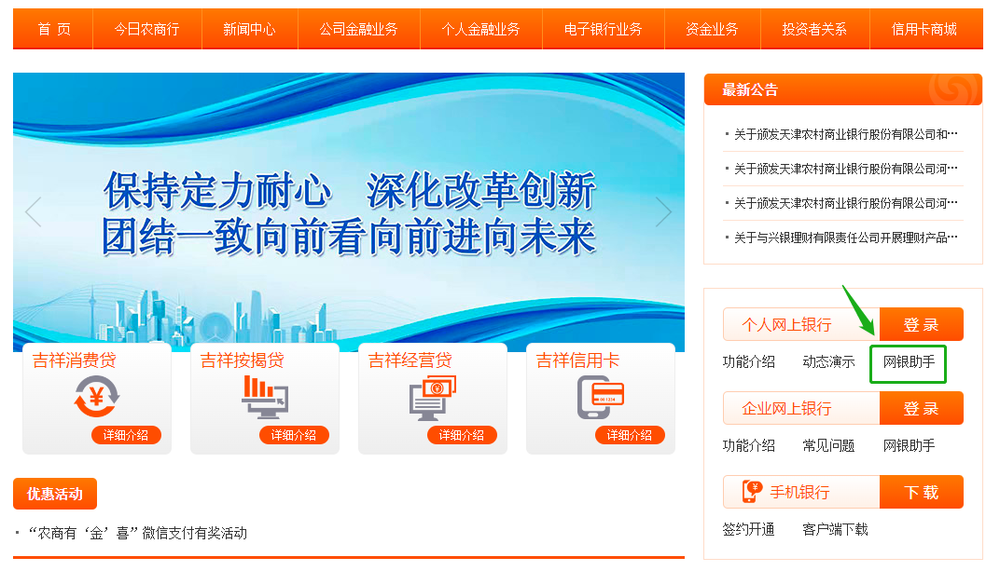 首 页 今日农商行 新闻中心 公司金融业务 个人金融业务 电子银行业务 资金业务 投资者关系 信用卡商城
保持定力耐心 深化改革创新
团结一致向前看向前进向未来
吉祥消费贷
详细介绍
吉祥按揭贷
详细介绍
吉祥经营贷
详细介绍
吉祥信用卡
详细介绍
优惠活动
· “农商有‘金’喜”微信支付有奖活动
最新公告
· 关于颁发天津农村商业银行股份有限公司和…
· 关于颁发天津农村商业银行股份有限公司河…
· 关于颁发天津农村商业银行股份有限公司河…
· 关于与兴银理财有限责任公司开展理财产品…
个人网上银行 登 录
功能介绍 动态演示 网银助手
企业网上银行 登 录
功能介绍 常见问题 网银助手
手机银行 下 载
签约开通 客户端下载